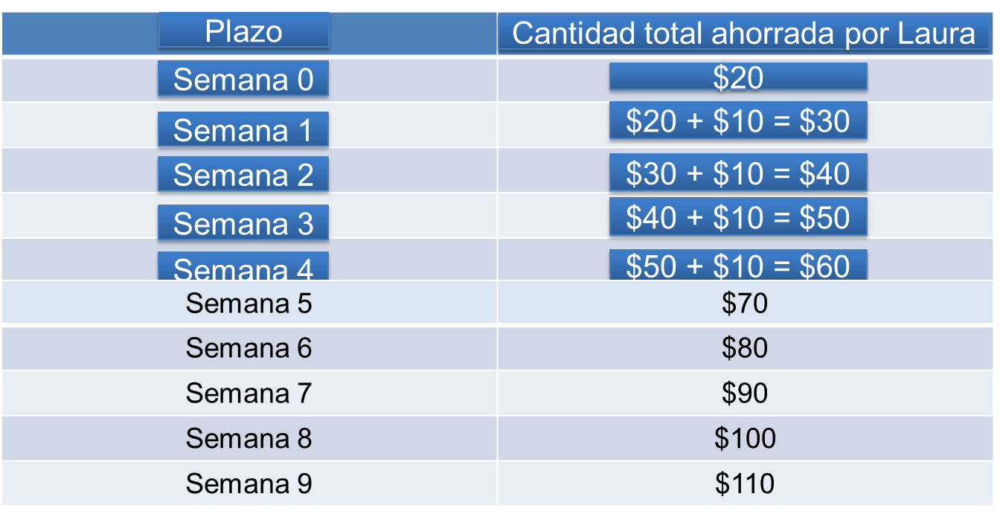 Plazo Cantidad total ahorrada por Laura
Semana 0 $20
Semana 1 $20 + $10 = $30
Semana 2 $30 + $10 = $40
Semana 3 $40 + $10 = $50
Semana 4 $50 + $10 = $60
Semana 5 $70
Semana 6 $80
Semana 7 $90
Semana 8 $100
Semana 9 $110